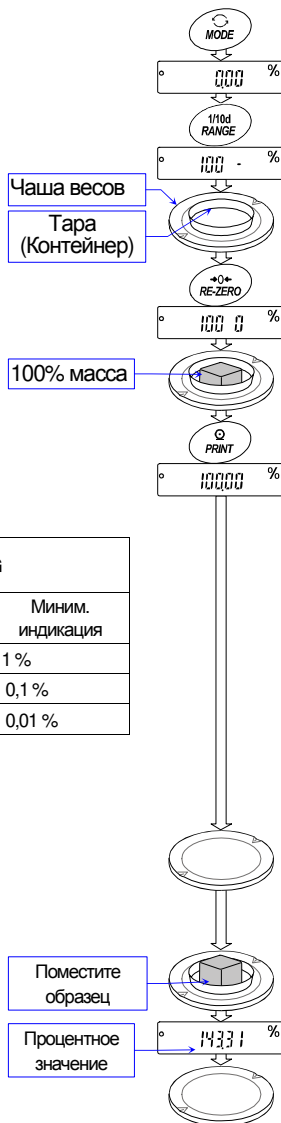 MODE
0,00 %
1/10d
RANGE
100 - %
Чаша весов
Тара
(Контейнер)
→0←
RE-ZERO
100 0 %
100% масса
PRINT
100,00 %
Миним.
индикация
1 %
0,1 %
0,01 %
Поместите
образец
Процентное
значение
143,31 %